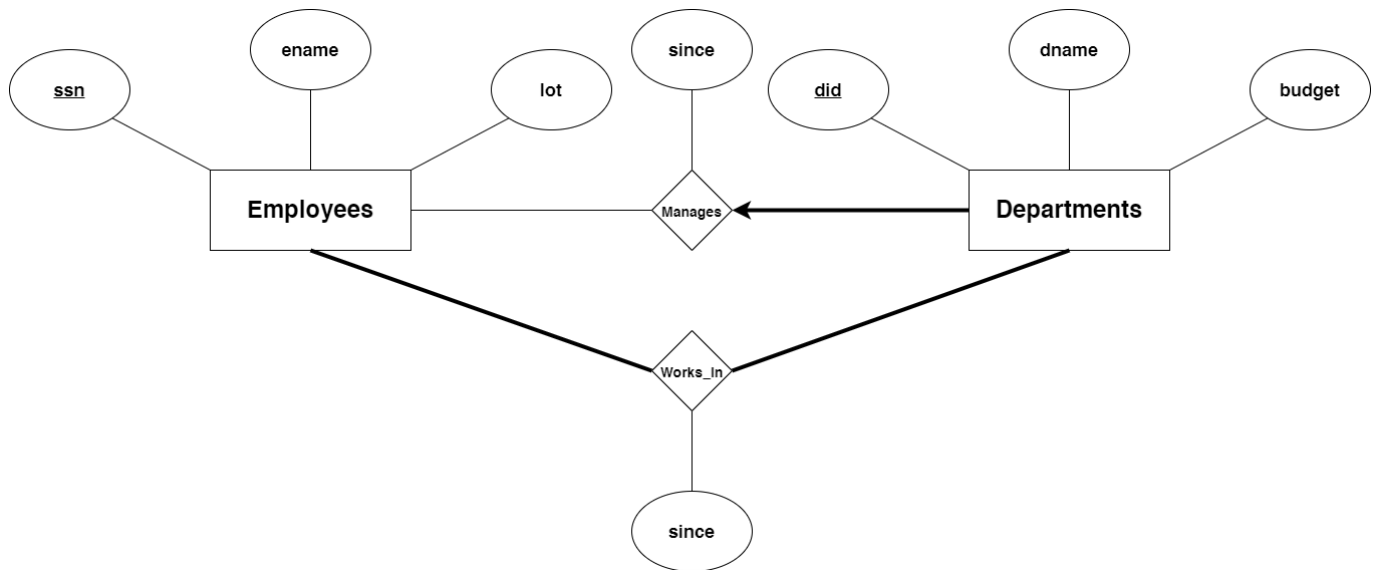 ename
since
dname
ssn
lot
did
budget
Employees
Manages
Departments
Works_In
since